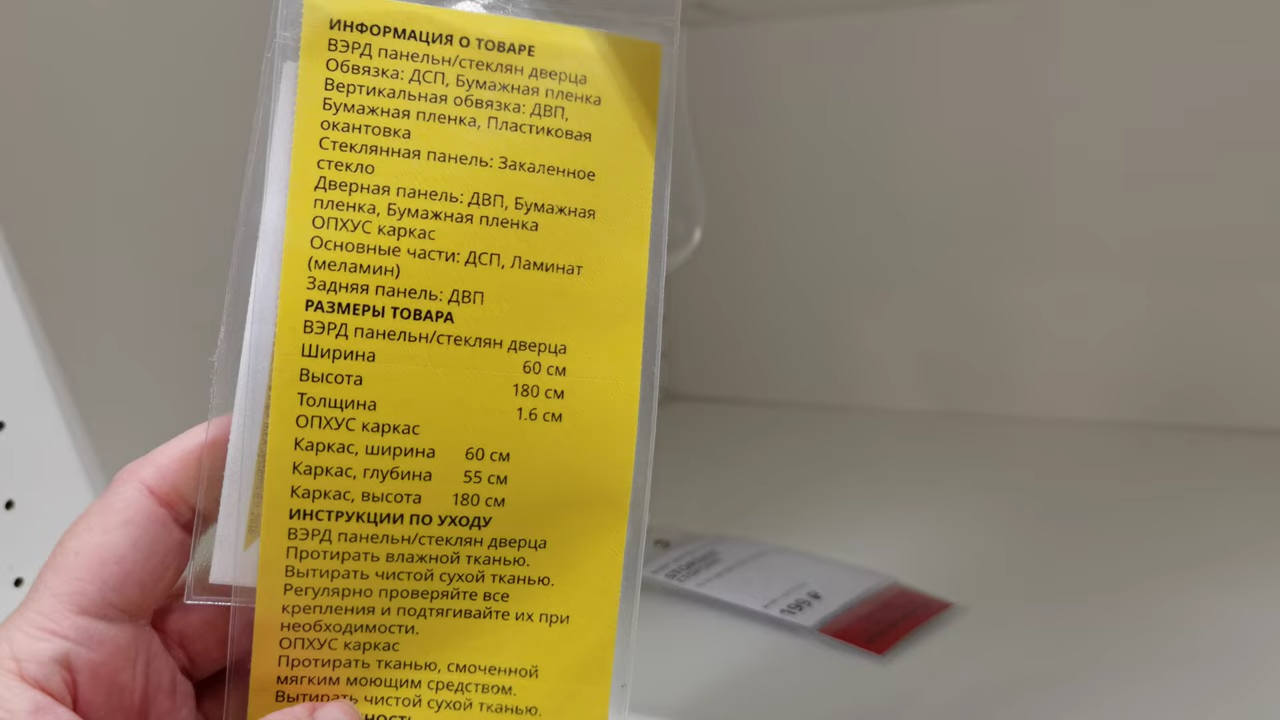 ИНФОРМАЦИЯ О ТОВАРЕ
ВЭРД панельн/стеклян дверца
Обвязка: ДСП, Бумажная пленка
Вертикальная обвязка: ДВП,
Бумажная пленка, Пластиковая
окантовка
Стеклянная панель: Закаленное
стекло
Дверная панель: ДВП, Бумажная
пленка, Бумажная пленка
ОПХУС каркас
Основные части: ДСП, Ламинат
(меламин)
Задняя панель: ДВП
РАЗМЕРЫ ТОВАРА
ВЭРД панельн/стеклян дверца
Ширина 60 см
Высота 180 см
Толщина 1.6 см
ОПХУС каркас
Каркас, ширина 60 см
Каркас, глубина 55 см
Каркас, высота 180 см
ИНСТРУКЦИИ ПО УХОДУ
ВЭРД панельн/стеклян дверца
Протирать влажной тканью.
Вытирать чистой сухой тканью.
Регулярно проверяйте все
крепления и подтягивайте их при
необходимости.
ОПХУС каркас
Протирать тканью, смоченной
мягким моющим средством.
Вытирать чистой сухой тканью.
199 ₽